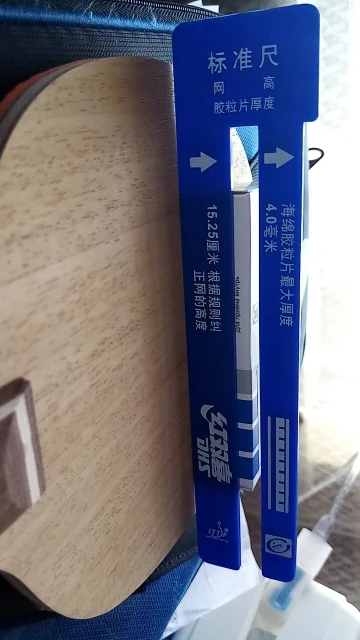 标准尺
网 高
胶粒片厚度
15.25厘米 根据规则纠
正网的高度
海绵胶粒片最大厚度
4.0毫米
红双喜
DHS
ITTF